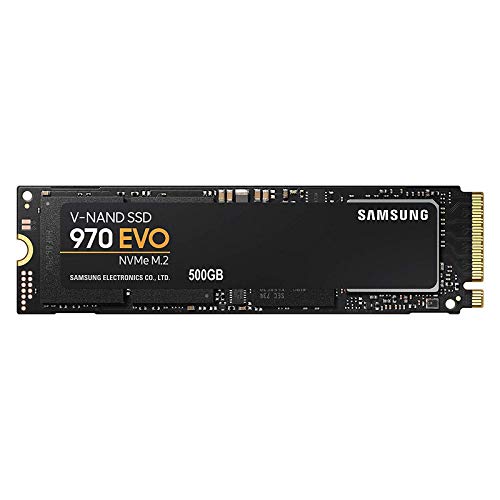 V-NAND SSD
970 EVO
NVMe M.2
SAMSUNG ELECTRONICS CO., LTD.
500GB
SAMSUNG